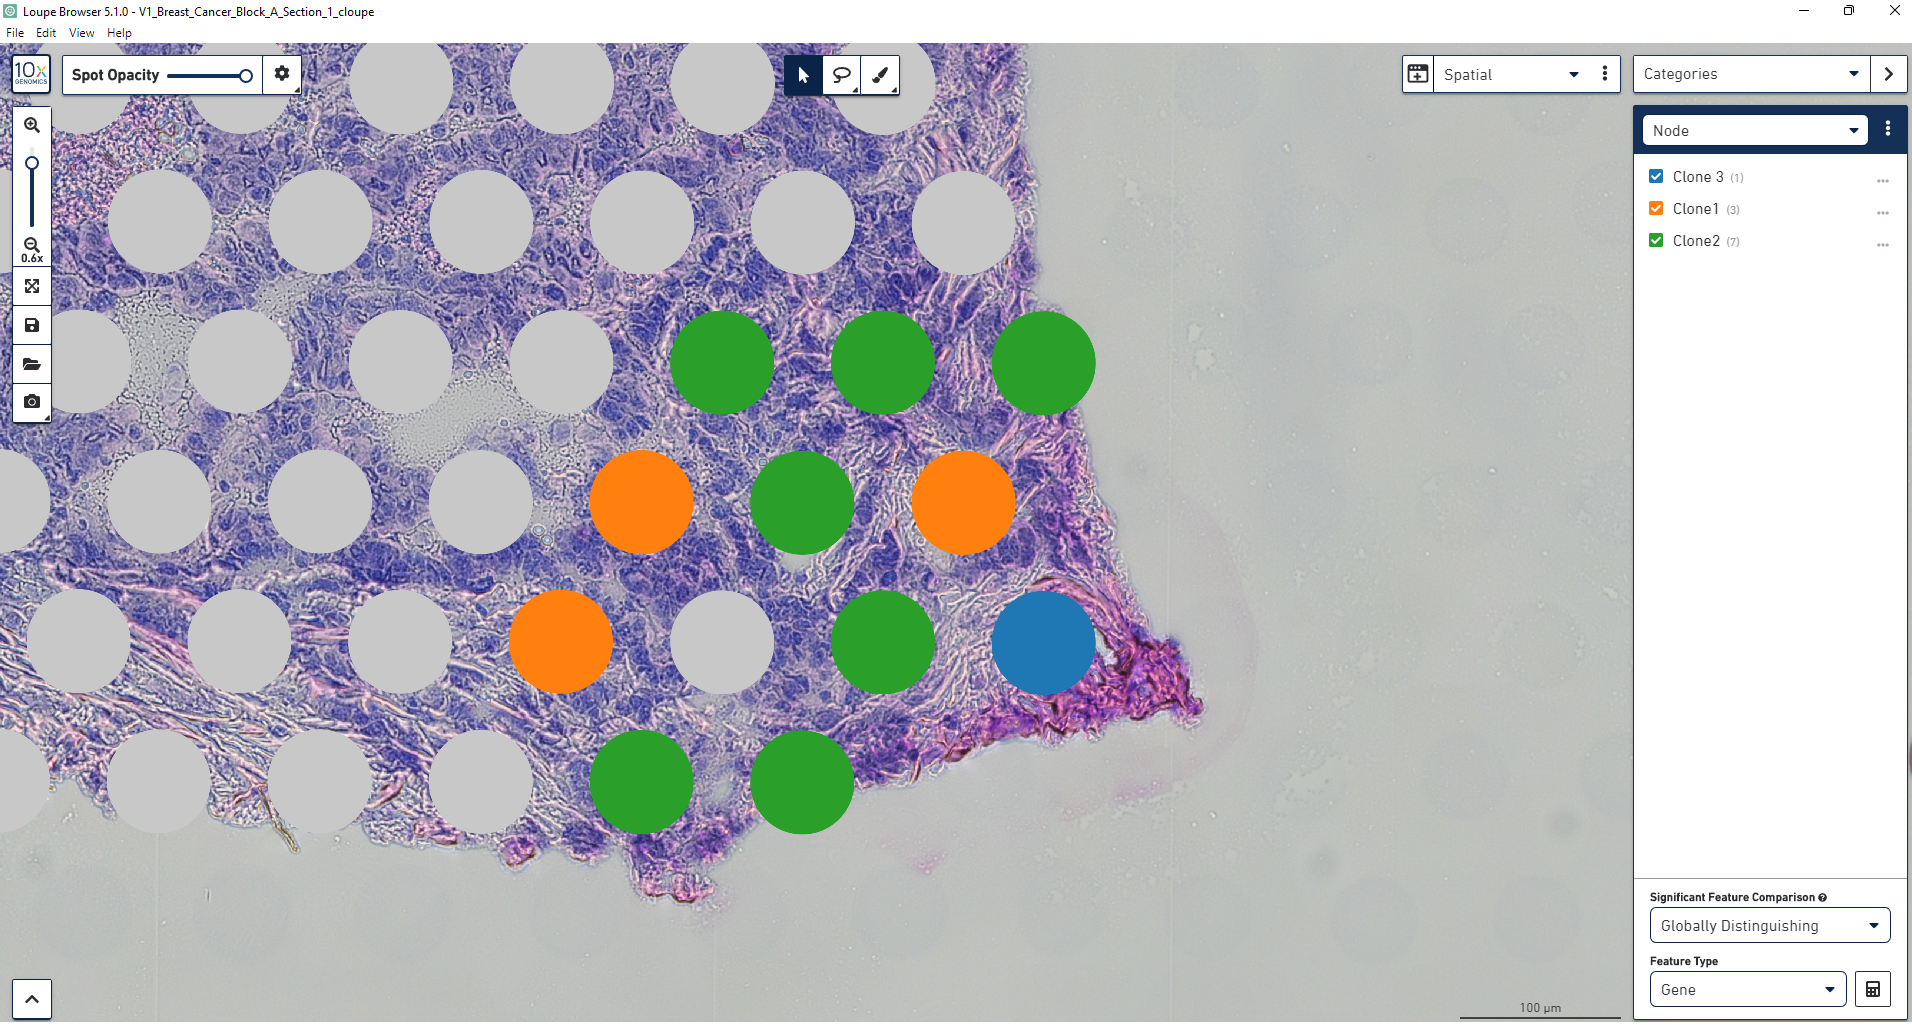 Loupe Browser 5.1.0 - V1_Breast_Cancer_Block_A_Section_1_cloupe
File Edit View Help
10x GENOMICS
Spot Opacity
Spatial
Categories
Node
Clone 3 (1)
Clone1 (3)
Clone2 (7)
0.6x
Significant Feature Comparison
Globally Distinguishing
Feature Type
Gene
100 µm